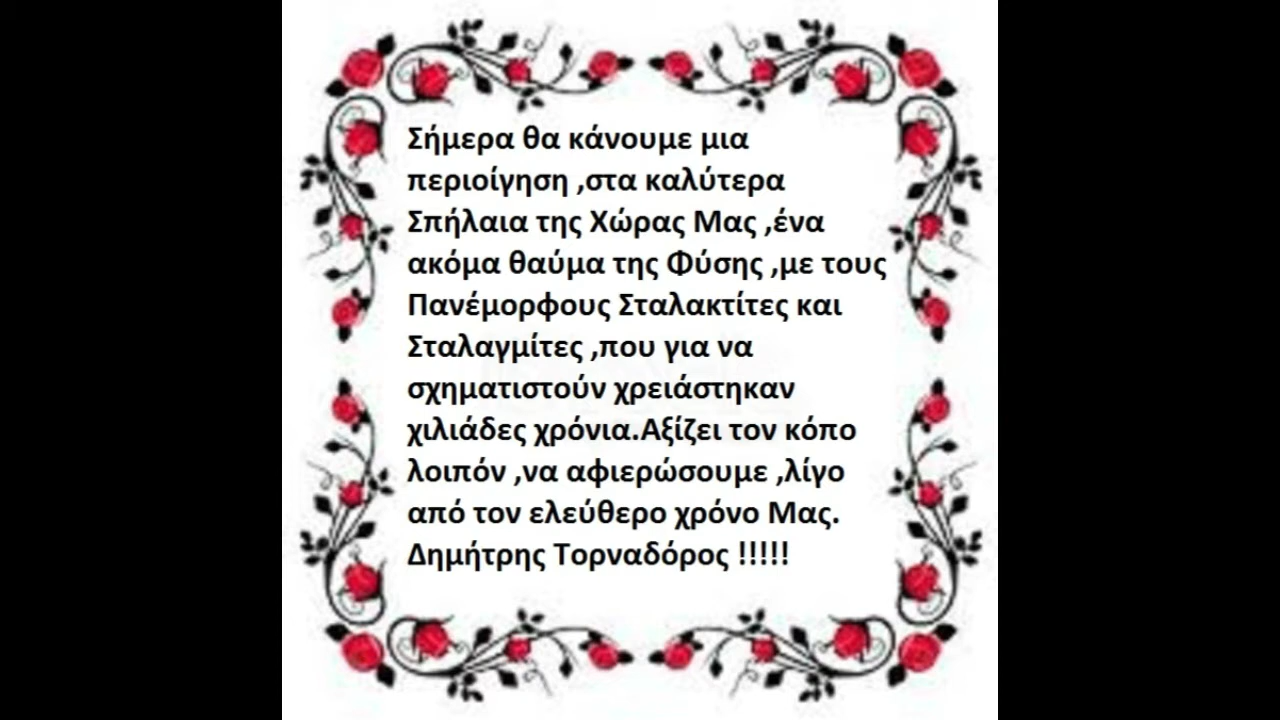 Σήμερα θα κάνουμε μια
περιοίγηση ,στα καλύτερα
Σπήλαια της Χώρας Μας ,ένα
ακόμα θαύμα της Φύσης ,με τους
Πανέμορφους Σταλακτίτες και
Σταλαγμίτες ,που για να
σχηματιστούν χρειάστηκαν
χιλιάδες χρόνια.Αξίζει τον κόπο
λοιπόν ,να αφιερώσουμε ,λίγο
από τον ελεύθερο χρόνο Μας.
Δημήτρης Τορναδόρος !!!!!